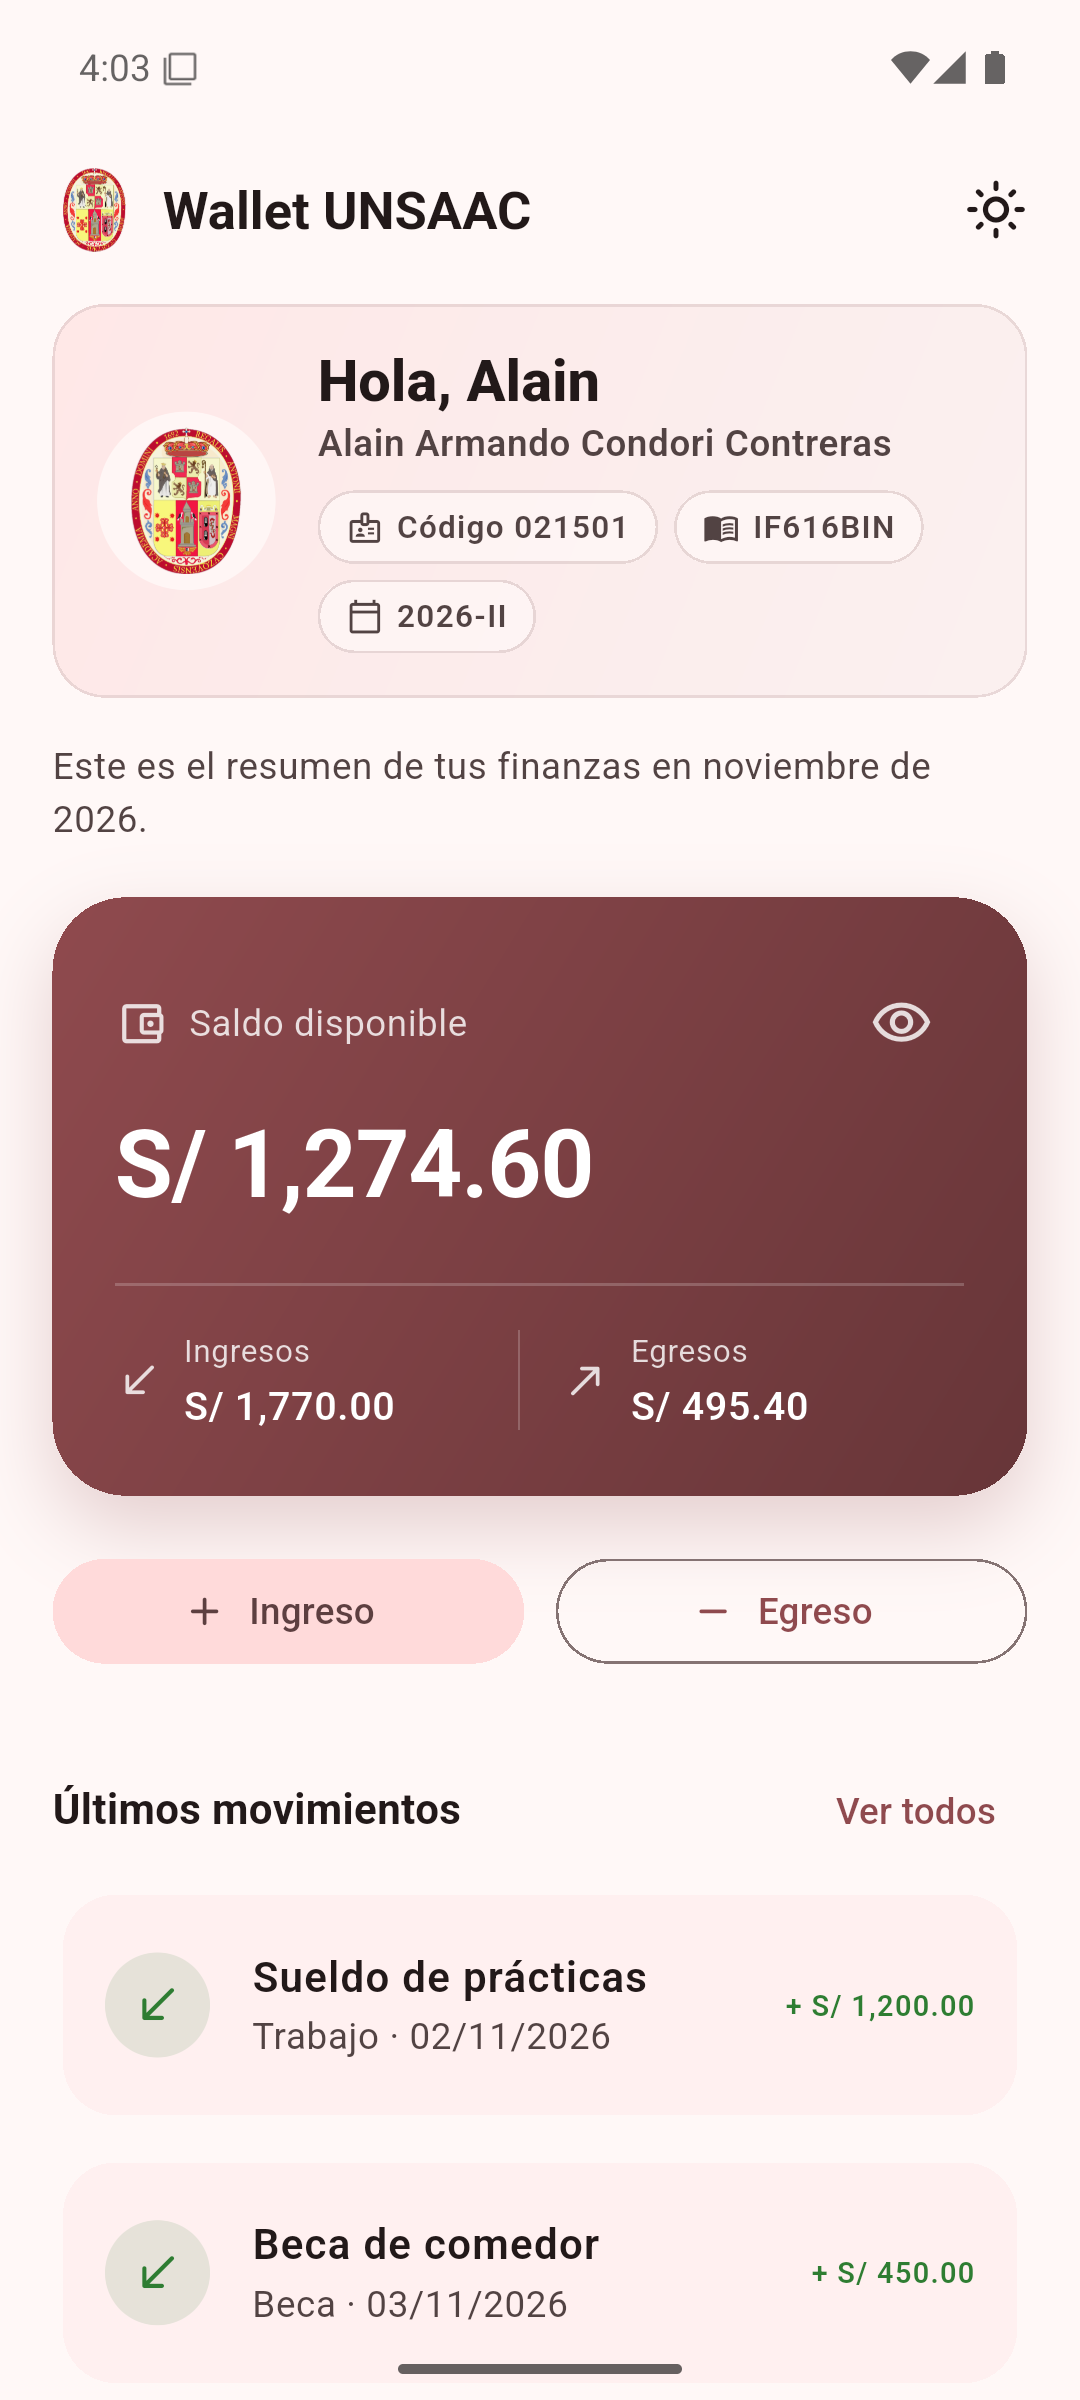 4:03
Wallet UNSAAC
Hola, Alain
Alain Armando Condori Contreras
Código 021501
IF616BIN
2026-II
Este es el resumen de tus finanzas en noviembre de
2026.
Saldo disponible
S/ 1,274.60
Ingresos
S/ 1,770.00
Egresos
S/ 495.40
+ Ingreso
− Egreso
Últimos movimientos
Ver todos
Sueldo de prácticas
Trabajo · 02/11/2026
+ S/ 1,200.00
Beca de comedor
Beca · 03/11/2026
+ S/ 450.00